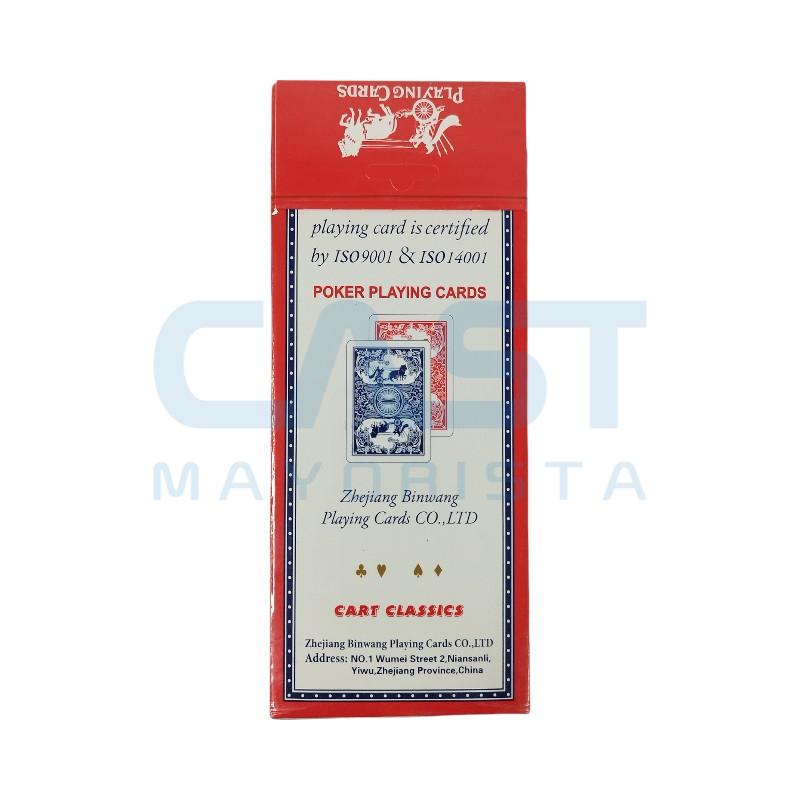 PLAYING CARDS
playing card is certified
by ISO9001 & ISO14001
POKER PLAYING CARDS
CAST
MAYORISTA
Zhejiang Binwang
Playing Cards CO.,LTD
CART CLASSICS
Zhejiang Binwang Playing Cards CO.,LTD
Address: NO.1 Wumei Street 2,Niansanli,
Yiwu,Zhejiang Province,China